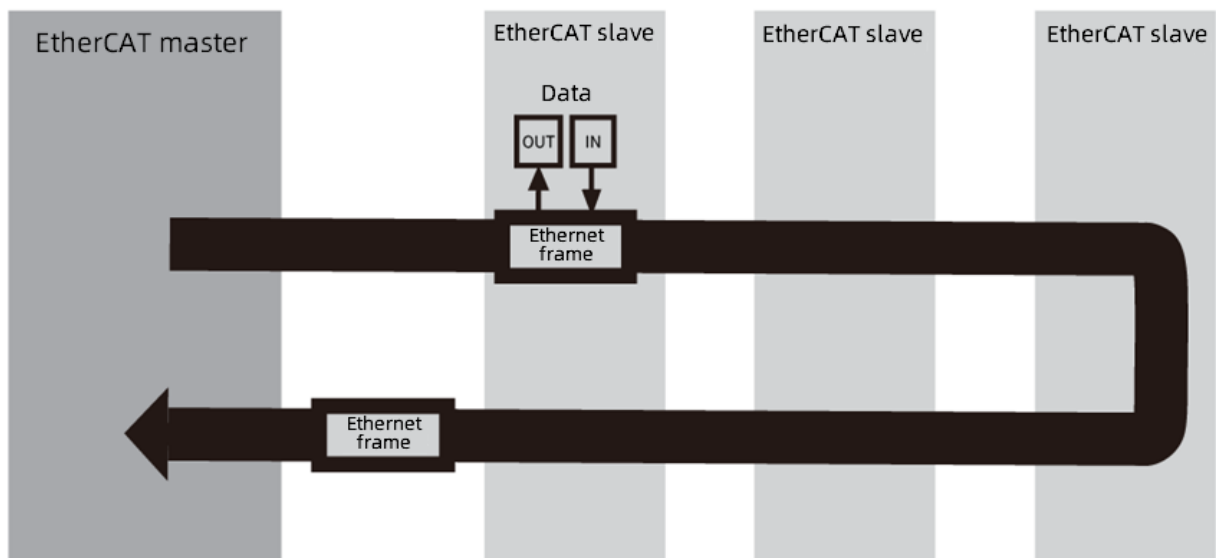 EtherCAT master
EtherCAT slave
EtherCAT slave
EtherCAT slave
Data
OUT
IN
Ethernet
frame
Ethernet
frame